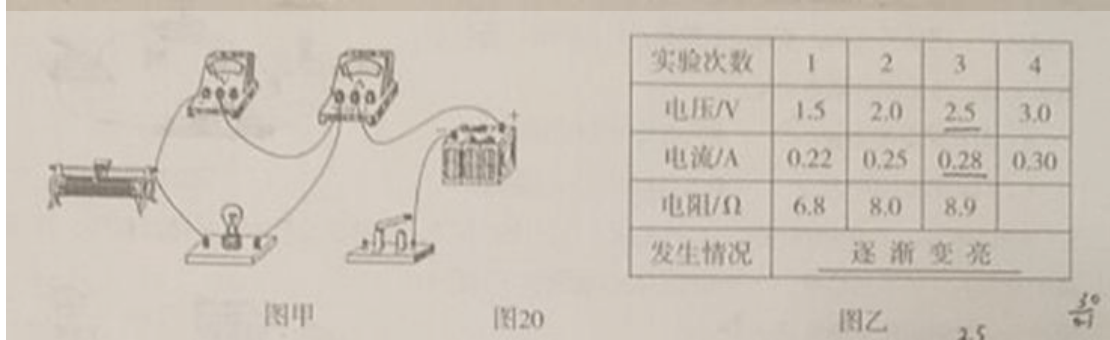 实验次数 1 2 3 4
电压/V 1.5 2.0 2.5 3.0
电流/A 0.22 0.25 0.28 0.30
电阻/Ω 6.8 8.0 8.9
发生情况 逐渐变亮
图甲 图20 图乙
2.5